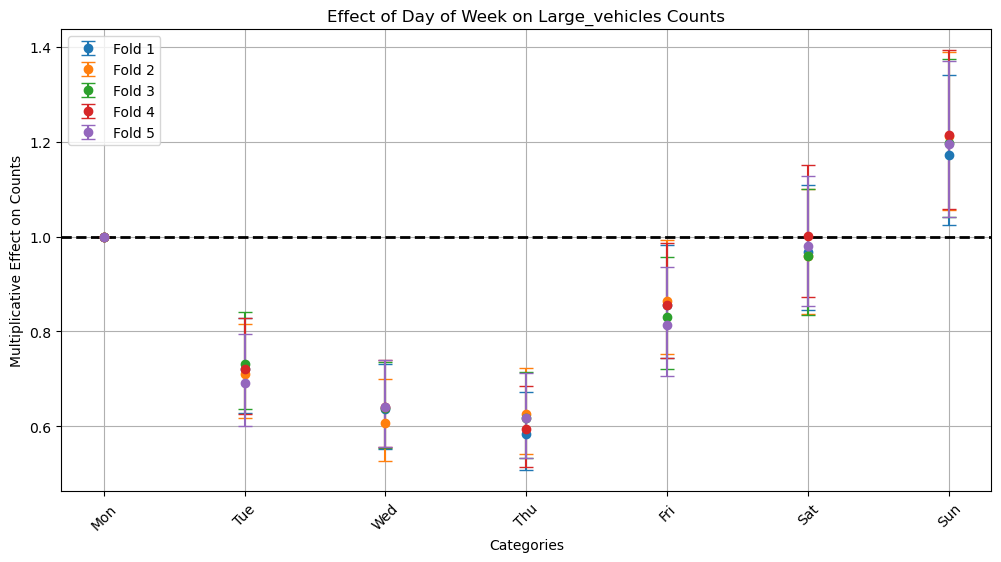 Effect of Day of Week on Large_vehicles Counts
Multiplicative Effect on Counts
1.4
1.2
1.0
0.8
0.6
Fold 1
Fold 2
Fold 3
Fold 4
Fold 5
Mon
Tue
Wed
Thu
Fri
Sat
Sun
Categories